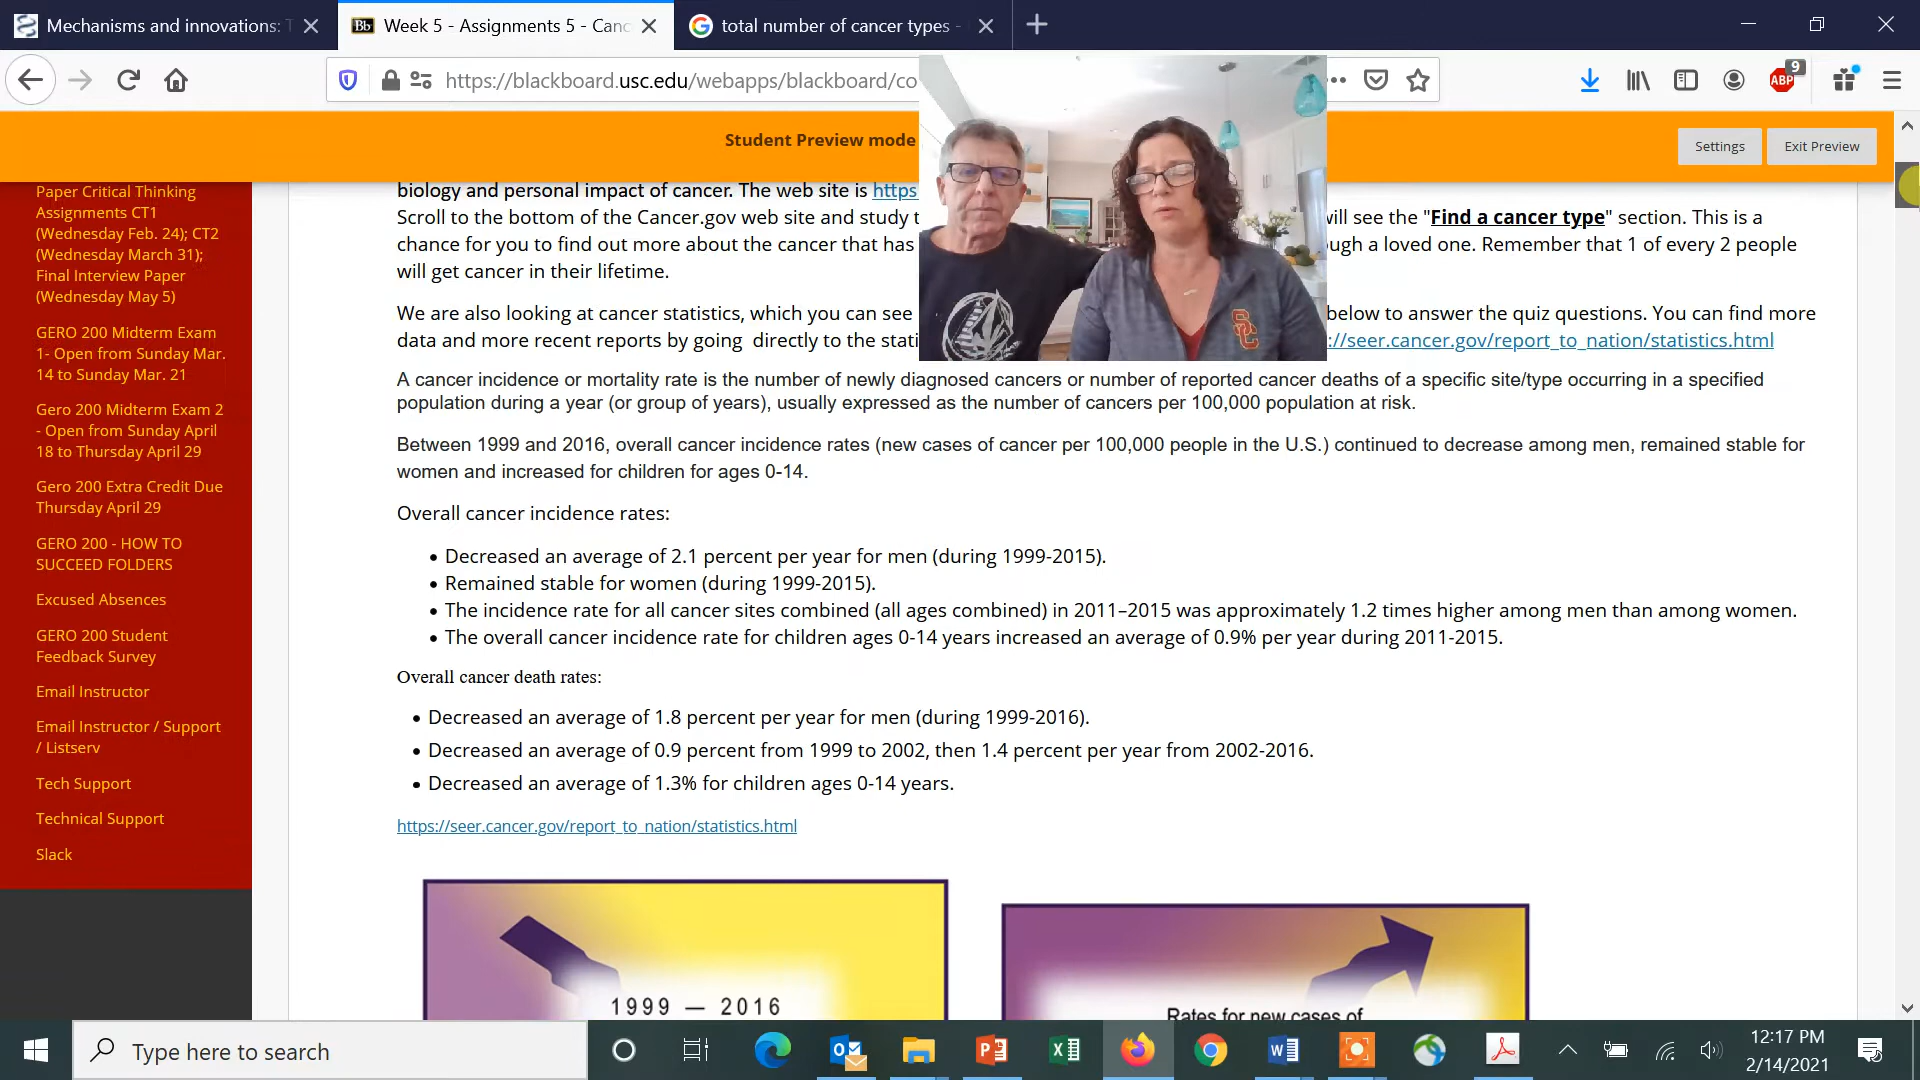 Mechanisms and innovations: T
Week 5 - Assignments 5 - Canc
total number of cancer types -
https://blackboard.usc.edu/webapps/blackboard/co
ABP
9
Student Preview mode
Settings
Exit Preview
Paper Critical Thinking
Assignments CT1
(Wednesday Feb. 24); CT2
(Wednesday March 31);
Final Interview Paper
(Wednesday May 5)
GERO 200 Midterm Exam
1- Open from Sunday Mar.
14 to Sunday Mar. 21
Gero 200 Midterm Exam 2
- Open from Sunday April
18 to Thursday April 29
Gero 200 Extra Credit Due
Thursday April 29
GERO 200 - HOW TO
SUCCEED FOLDERS
Excused Absences
GERO 200 Student
Feedback Survey
Email Instructor
Email Instructor / Support
/ Listserv
Tech Support
Technical Support
Slack
biology and personal impact of cancer. The web site is https
Scroll to the bottom of the Cancer.gov web site and study t will see the "Find a cancer type" section. This is a
chance for you to find out more about the cancer that has ough a loved one. Remember that 1 of every 2 people
will get cancer in their lifetime.
We are also looking at cancer statistics, which you can see below to answer the quiz questions. You can find more
data and more recent reports by going directly to the stati ://seer.cancer.gov/report_to_nation/statistics.html
A cancer incidence or mortality rate is the number of newly diagnosed cancers or number of reported cancer deaths of a specific site/type occurring in a specified
population during a year (or group of years), usually expressed as the number of cancers per 100,000 population at risk.
Between 1999 and 2016, overall cancer incidence rates (new cases of cancer per 100,000 people in the U.S.) continued to decrease among men, remained stable for
women and increased for children for ages 0-14.
Overall cancer incidence rates:
• Decreased an average of 2.1 percent per year for men (during 1999-2015).
• Remained stable for women (during 1999-2015).
• The incidence rate for all cancer sites combined (all ages combined) in 2011–2015 was approximately 1.2 times higher among men than among women.
• The overall cancer incidence rate for children ages 0-14 years increased an average of 0.9% per year during 2011-2015.
Overall cancer death rates:
• Decreased an average of 1.8 percent per year for men (during 1999-2016).
• Decreased an average of 0.9 percent from 1999 to 2002, then 1.4 percent per year from 2002-2016.
• Decreased an average of 1.3% for children ages 0-14 years.
https://seer.cancer.gov/report_to_nation/statistics.html
1999 — 2016
Rates for new cases of
SC
Type here to search
12:17 PM
2/14/2021